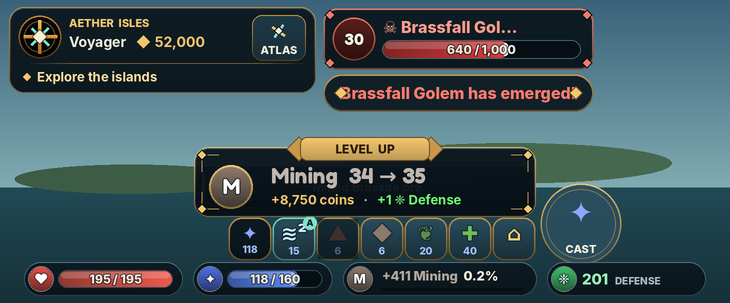 AETHER ISLES
Voyager 52,000
ATLAS
Explore the islands
30
Brassfall Gol...
640 / 1,000
Brassfall Golem has emerged!
LEVEL UP
M
Mining 34 → 35
+8,750 coins · +1 Defense
118
2
A
15
6
6
20
40
CAST
195 / 195
118 / 160
M
+411 Mining 0.2%
201 DEFENSE